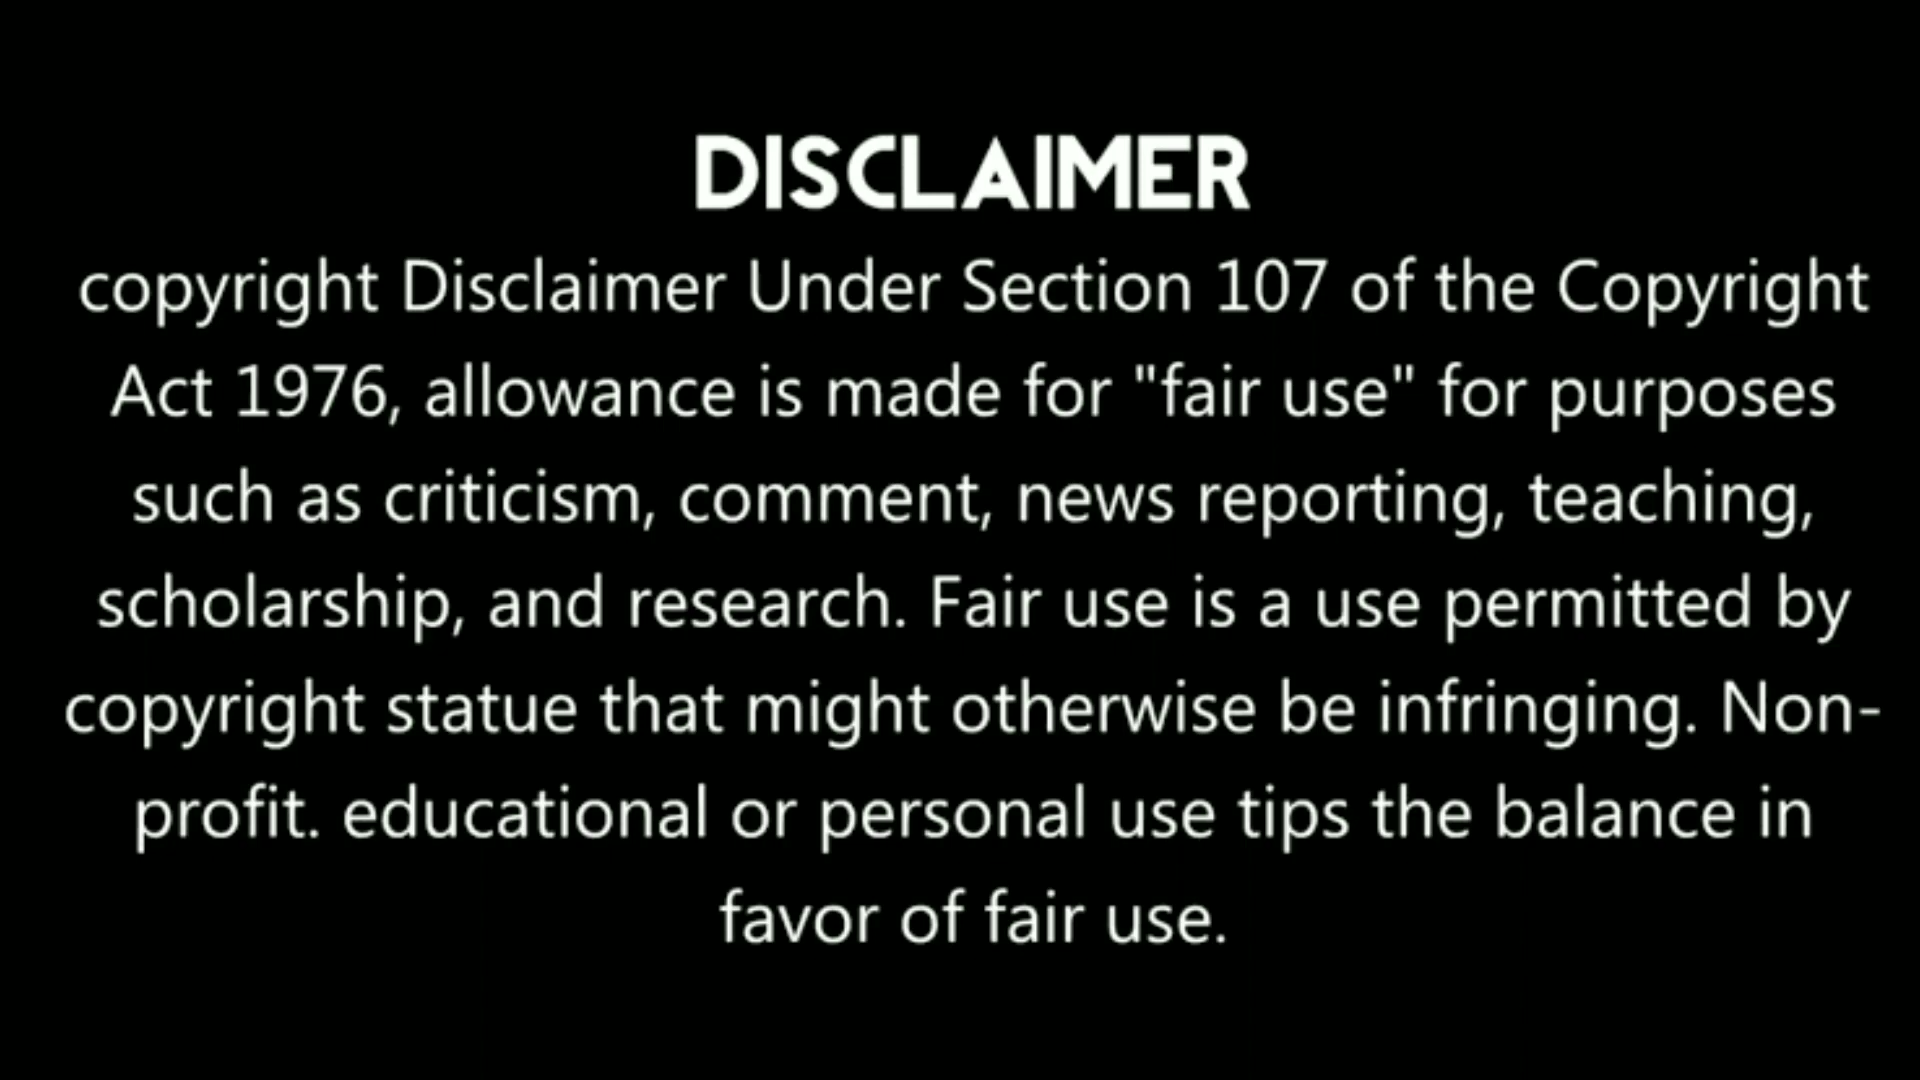 DISCLAIMER
copyright Disclaimer Under Section 107 of the Copyright
Act 1976, allowance is made for "fair use" for purposes
such as criticism, comment, news reporting, teaching,
scholarship, and research. Fair use is a use permitted by
copyright statue that might otherwise be infringing. Non-
profit. educational or personal use tips the balance in
favor of fair use.